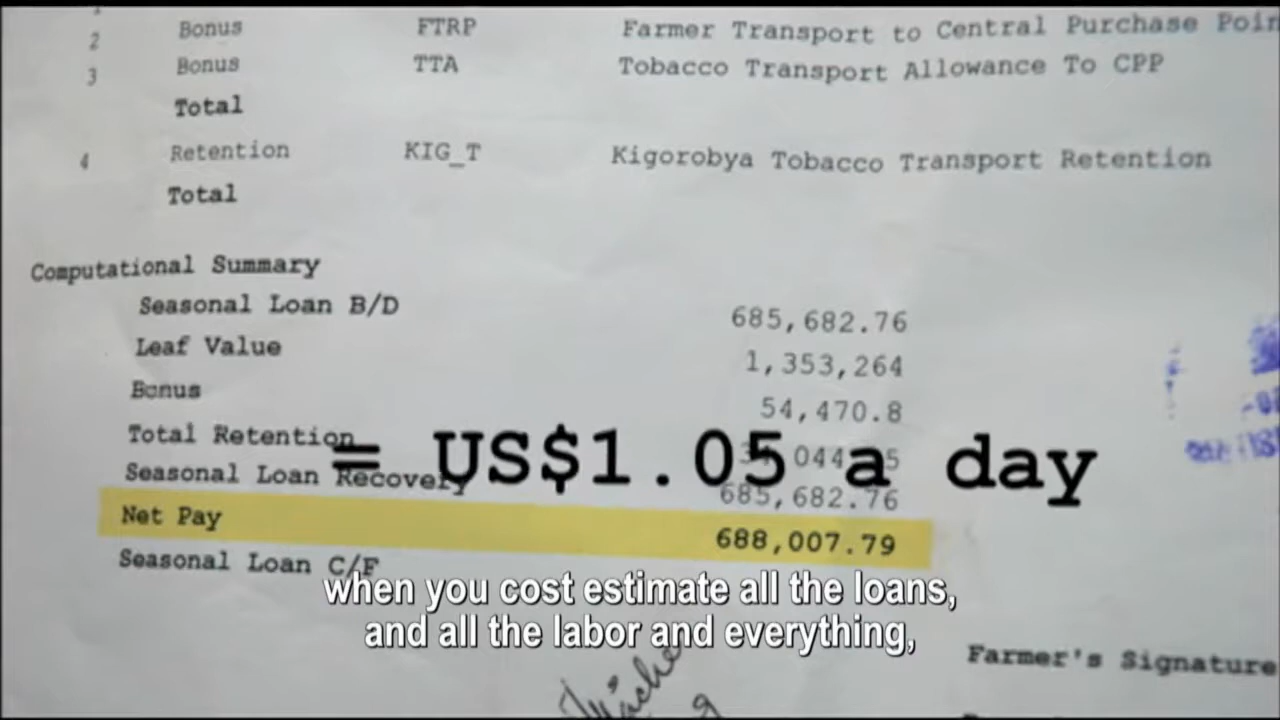 2 Bonus FTRP Farmer Transport to Central Purchase Poin
3 Bonus TTA Tobacco Transport Allowance To CPP
Total
4 Retention KIG_T Kigorobya Tobacco Transport Retention
Total
Computational Summary
Seasonal Loan B/D 685,682.76
Leaf Value 1,353,264
Bonus 54,470.8
Total Retention
Seasonal Loan Recovery 685,682.76
= US$1.05 a day
Net Pay 688,007.79
Seasonal Loan C/F
when you cost estimate all the loans,
and all the labor and everything,
Farmer's Signature